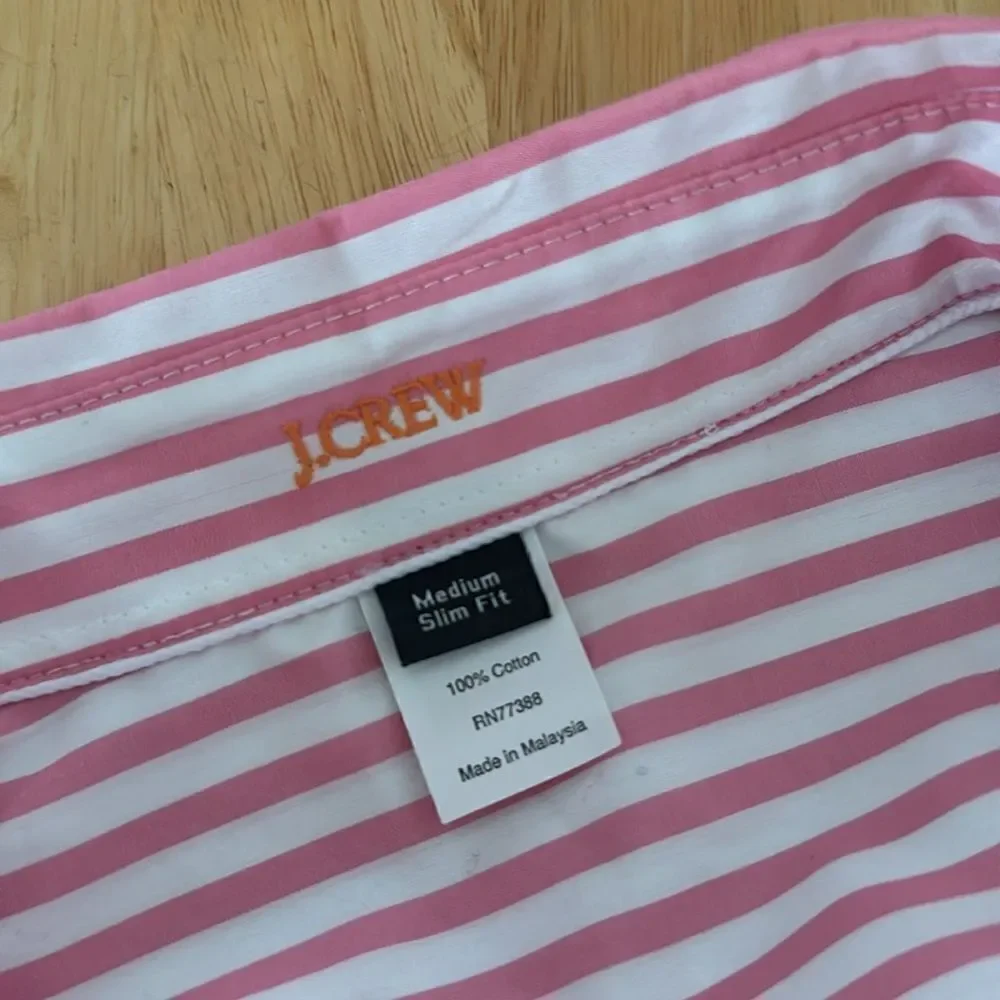 J.CREW
Medium
Slim Fit
100% Cotton
RN77388
Made in Malaysia